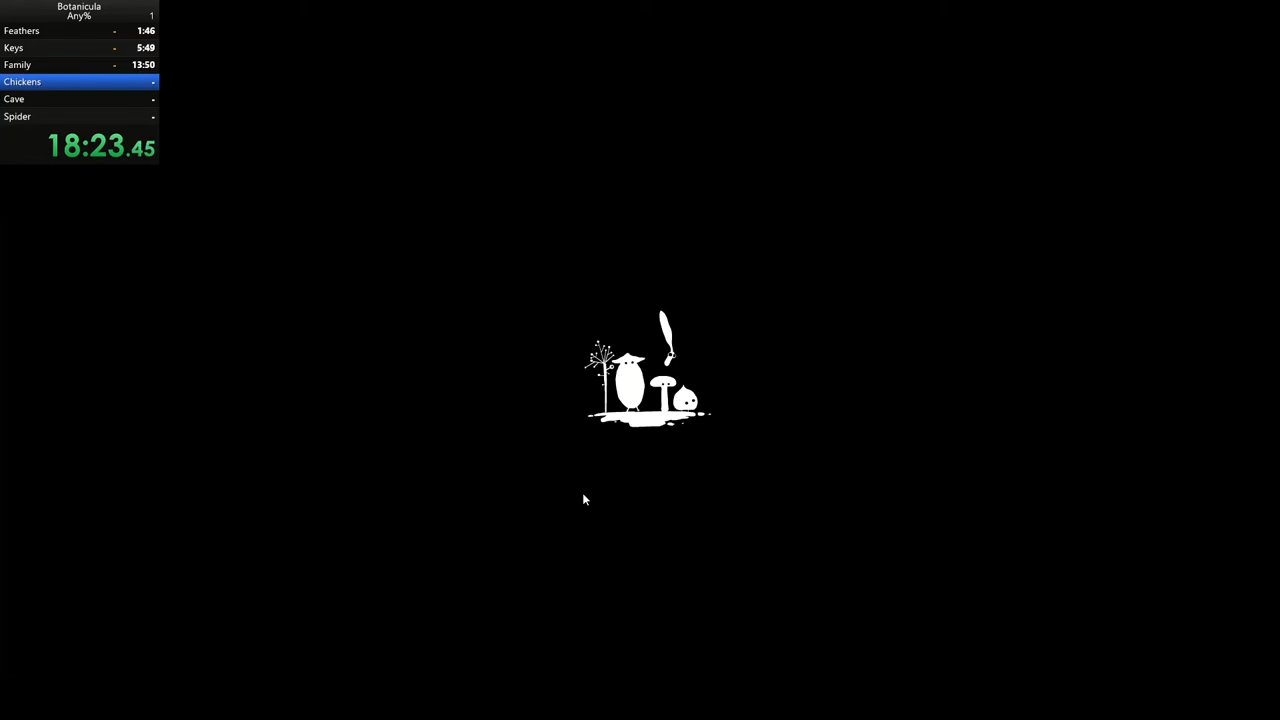 Botanicula
Any% 1
Feathers - 1:46
Keys - 5:49
Family - 13:50
Chickens -
Cave -
Spider -
18:23.45